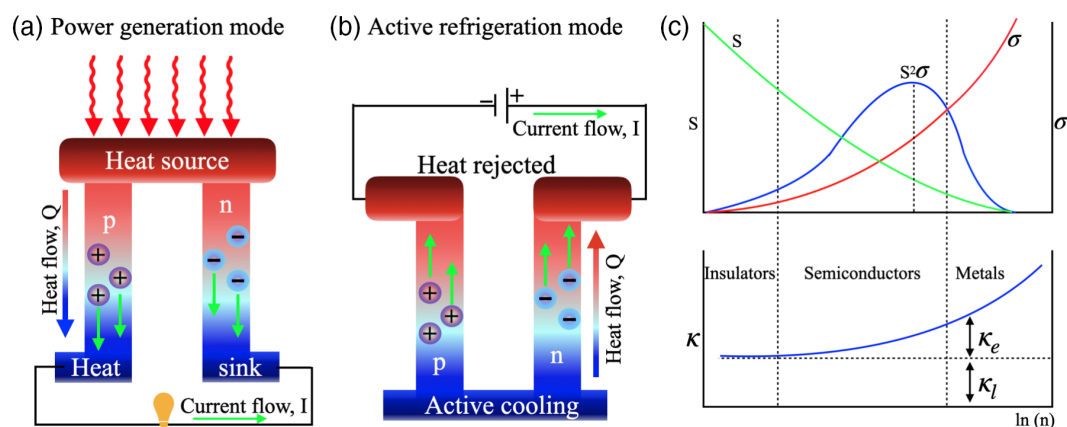 (a) Power generation mode
Heat source
p
n
+
+
+
−
−
−
Heat flow, Q
Heat
sink
Current flow, I
(b) Active refrigeration mode
− +
Current flow, I
Heat rejected
+
+
+
−
−
−
p
n
Heat flow, Q
Active cooling
(c)
S
S²σ
σ
S
σ
Insulators
Semiconductors
Metals
κ
κe
κl
ln (n)